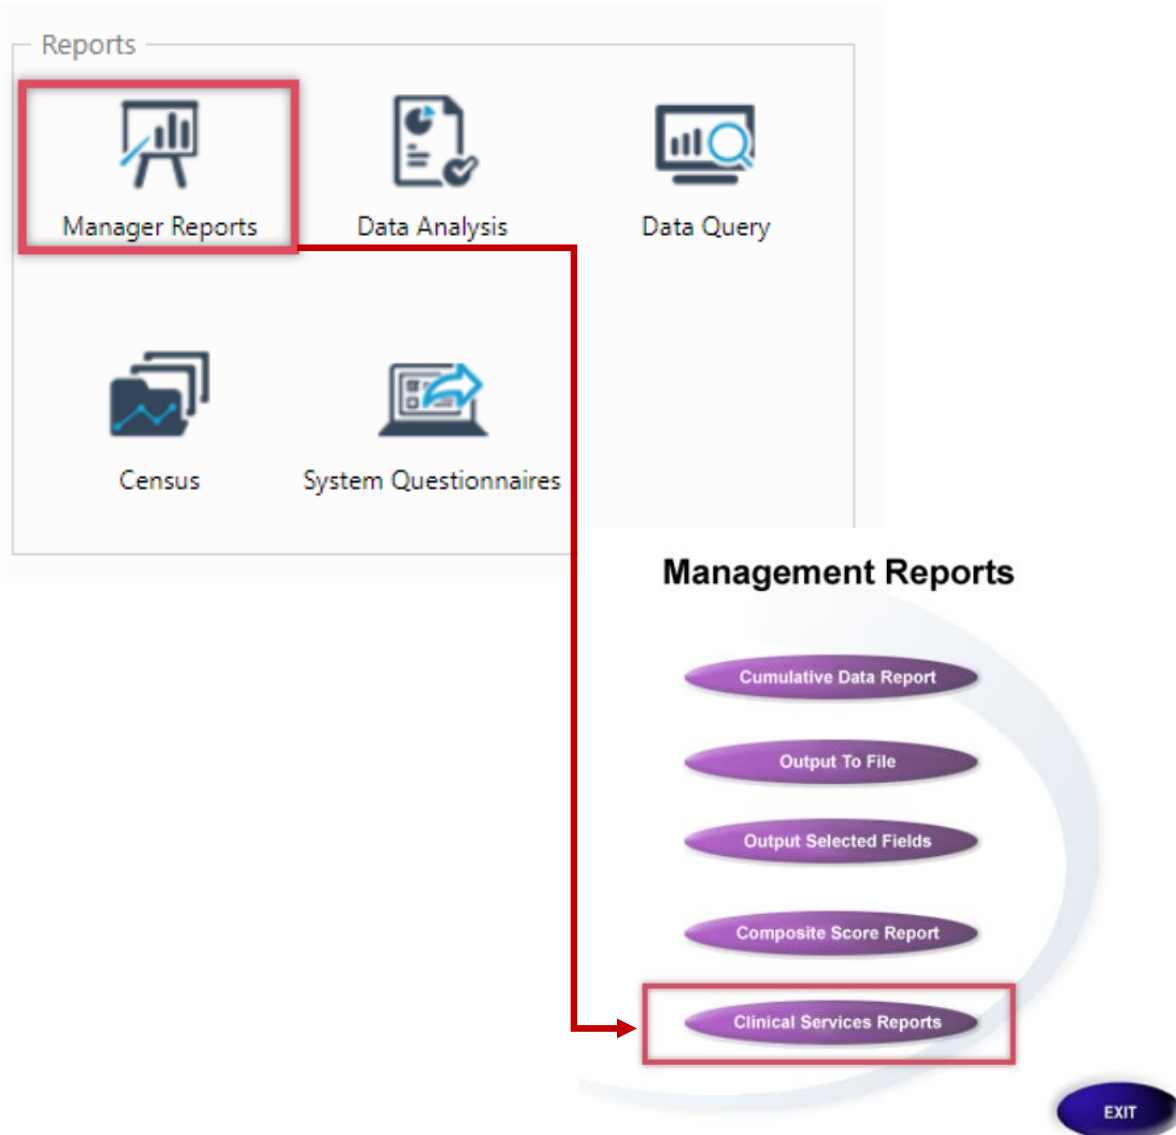 Reports
Manager Reports
Data Analysis
Data Query
Census
System Questionnaires
Management Reports
Cumulative Data Report
Output To File
Output Selected Fields
Composite Score Report
Clinical Services Reports
EXIT